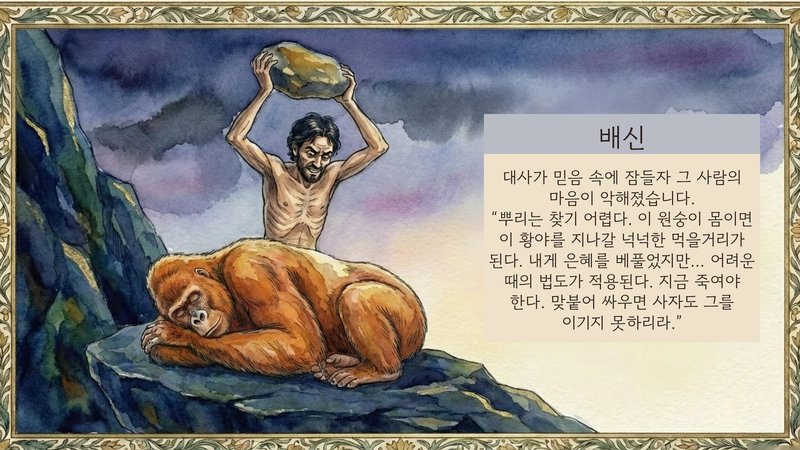 배신
대사가 믿음 속에 잠들자 그 사람의
마음이 악해졌습니다.
“뿌리는 찾기 어렵다. 이 원숭이 몸이면
이 황야를 지나갈 넉넉한 먹을거리가
된다. 내게 은혜를 베풀었지만... 어려운
때의 법도가 적용된다. 지금 죽여야
한다. 맞붙어 싸우면 사자도 그를
이기지 못하리라.”